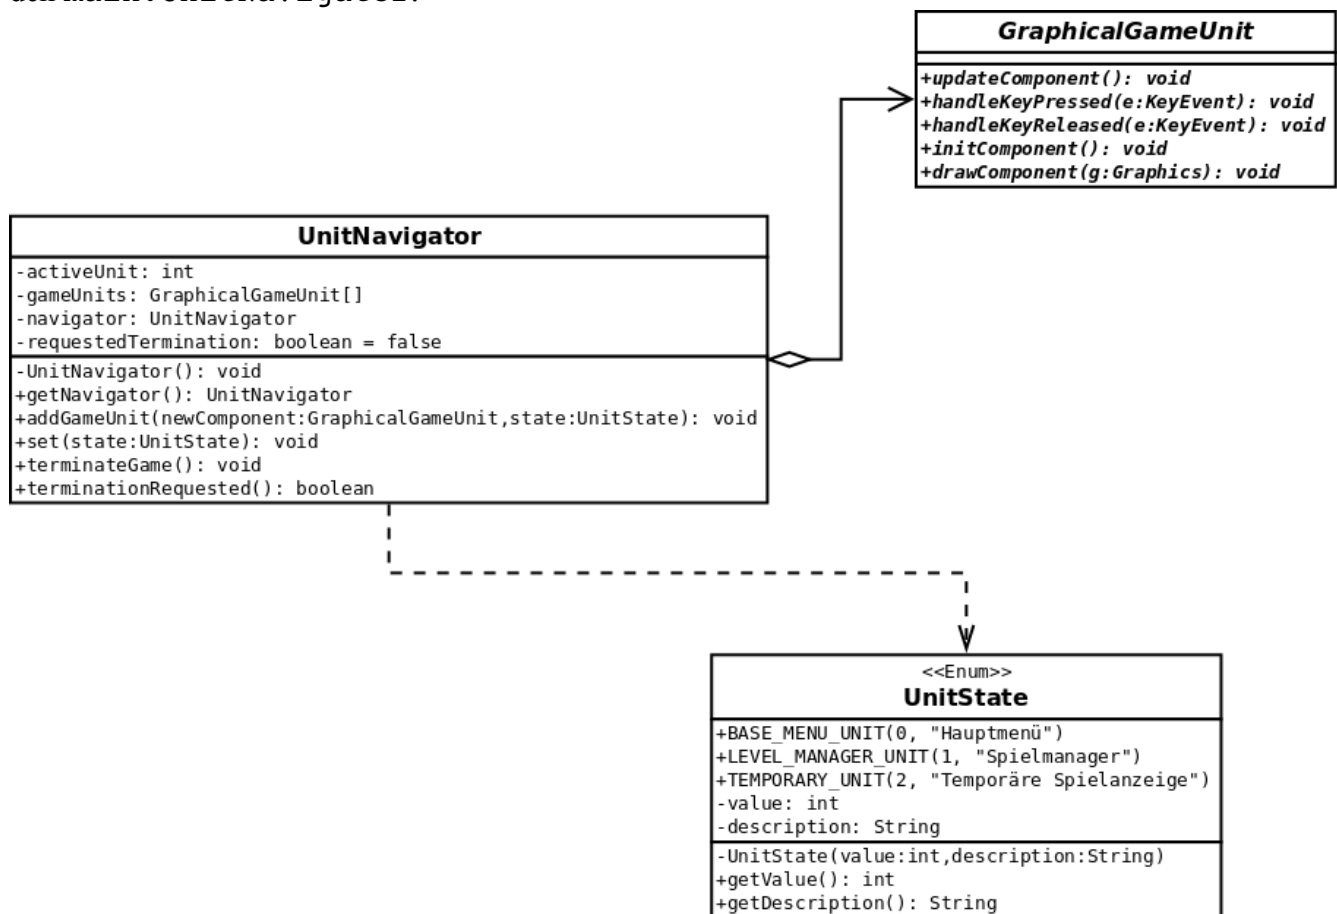 GraphicalGameUnit
+updateComponent(): void
+handleKeyPressed(e:KeyEvent): void
+handleKeyReleased(e:KeyEvent): void
+initComponent(): void
+drawComponent(g:Graphics): void
UnitNavigator
-activeUnit: int
-gameUnits: GraphicalGameUnit[]
-navigator: UnitNavigator
-requestedTermination: boolean = false
-UnitNavigator(): void
+getNavigator(): UnitNavigator
+addGameUnit(newComponent:GraphicalGameUnit,state:UnitState): void
+set(state:UnitState): void
+terminateGame(): void
+terminationRequested(): boolean
<<Enum>>
UnitState
+BASE_MENU_UNIT(0, "Hauptmenü")
+LEVEL_MANAGER_UNIT(1, "Spielmanager")
+TEMPORARY_UNIT(2, "Temporäre Spielanzeige")
-value: int
-description: String
-UnitState(value:int,description:String)
+getValue(): int
+getDescription(): String